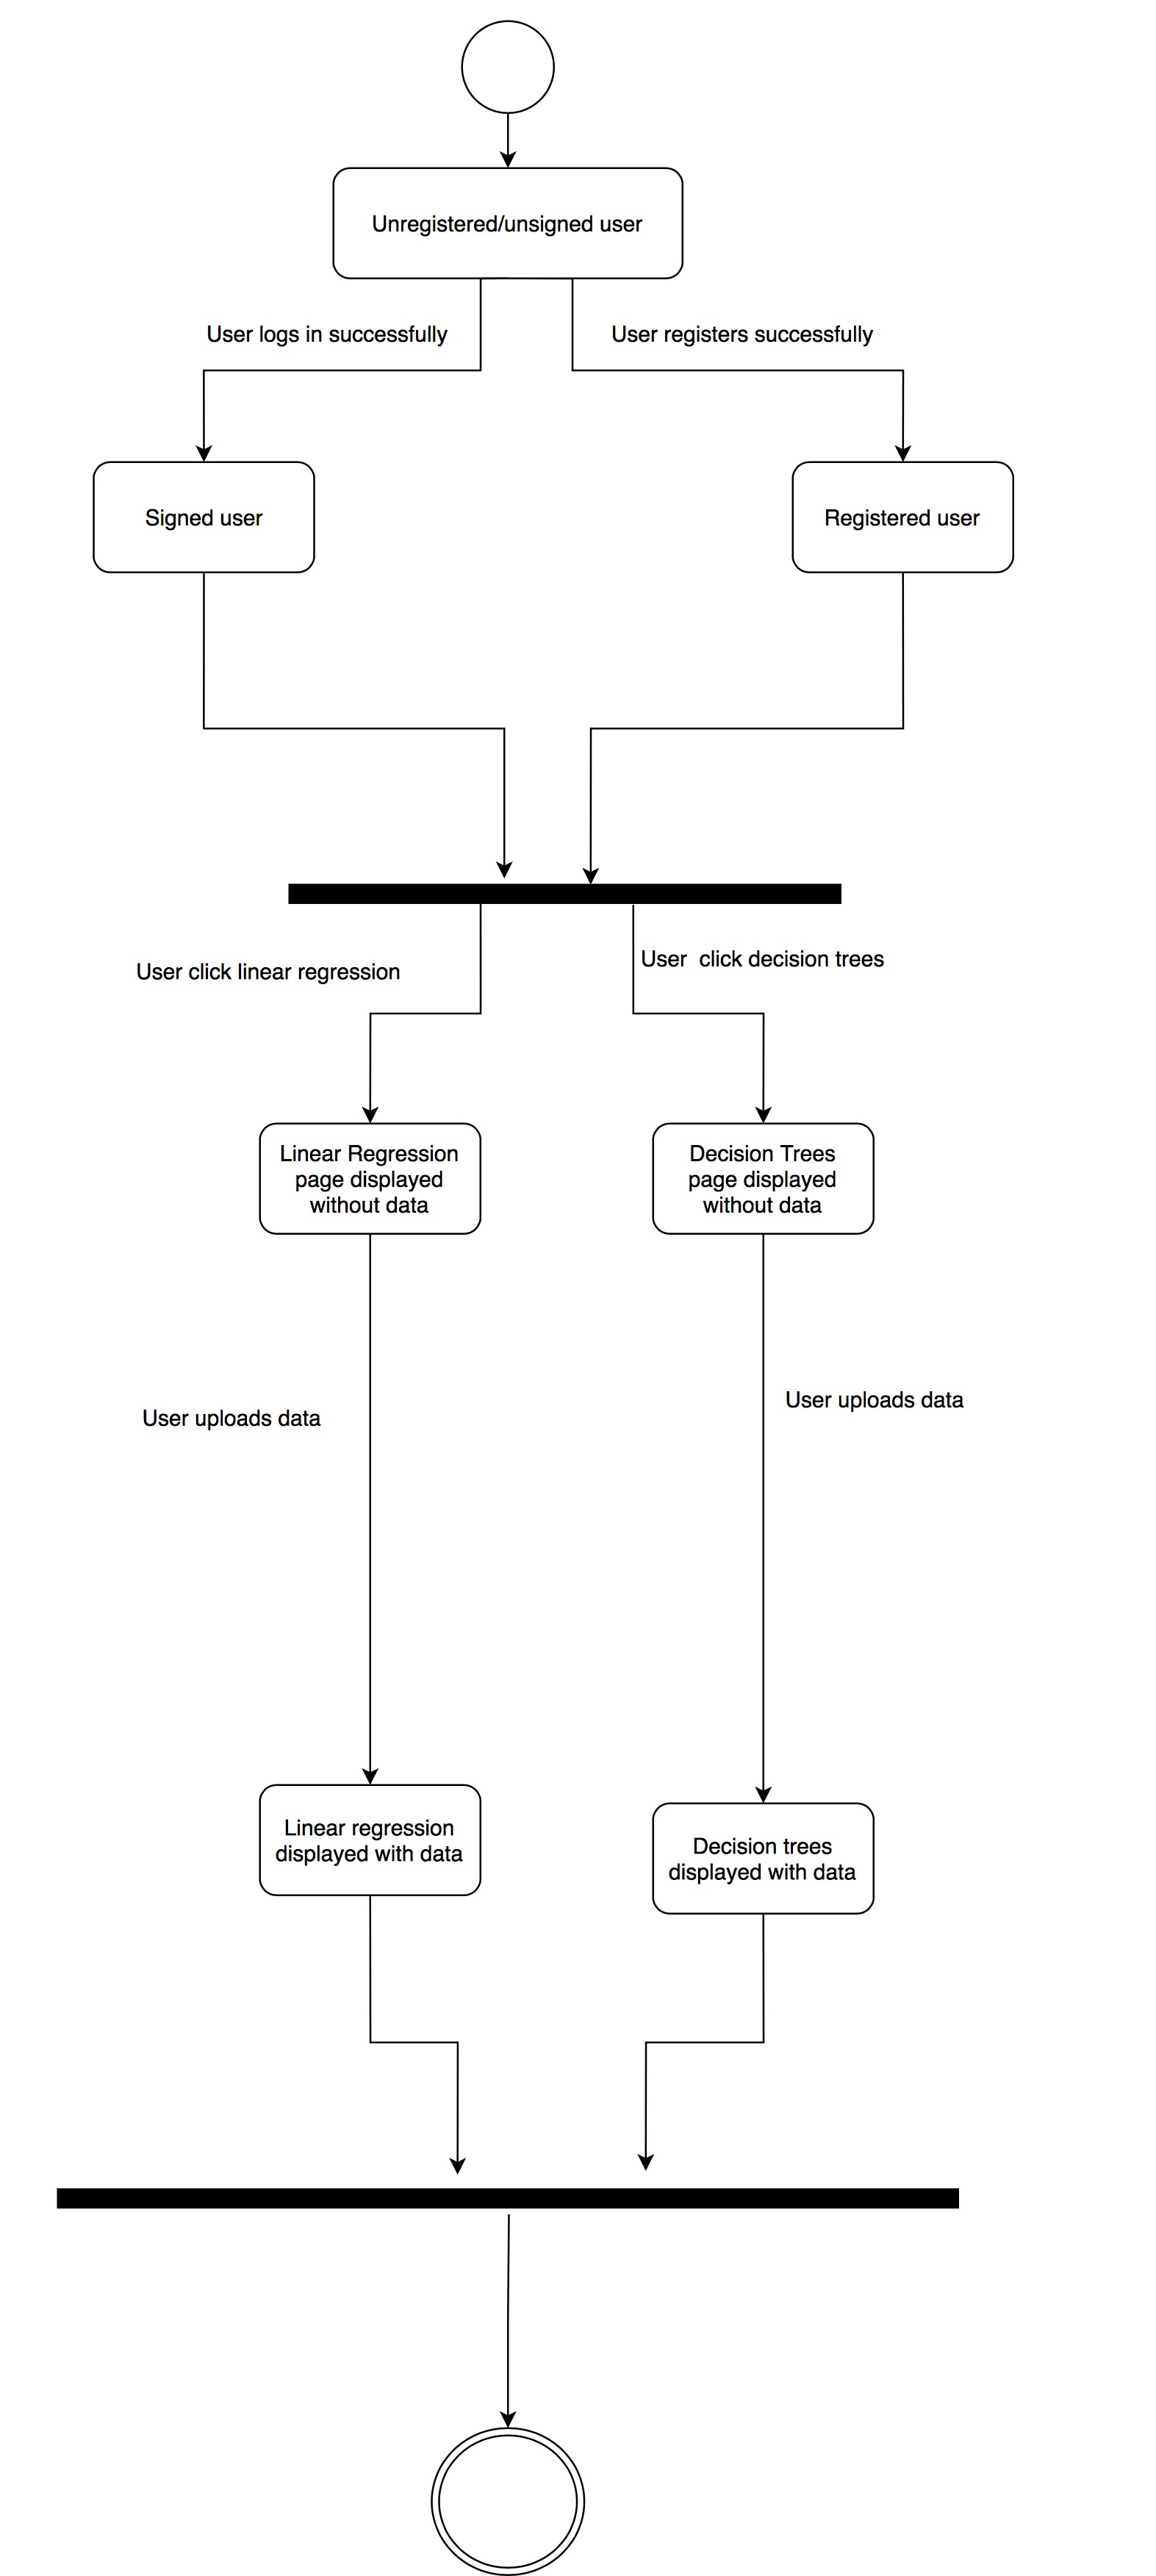 Unregistered/unsigned user
User logs in successfully
User registers successfully
Signed user
Registered user
User click linear regression
User  click decision trees
Linear Regression
page displayed
without data
Decision Trees
page displayed
without data
User uploads data
User uploads data
Linear regression
displayed with data
Decision trees
displayed with data